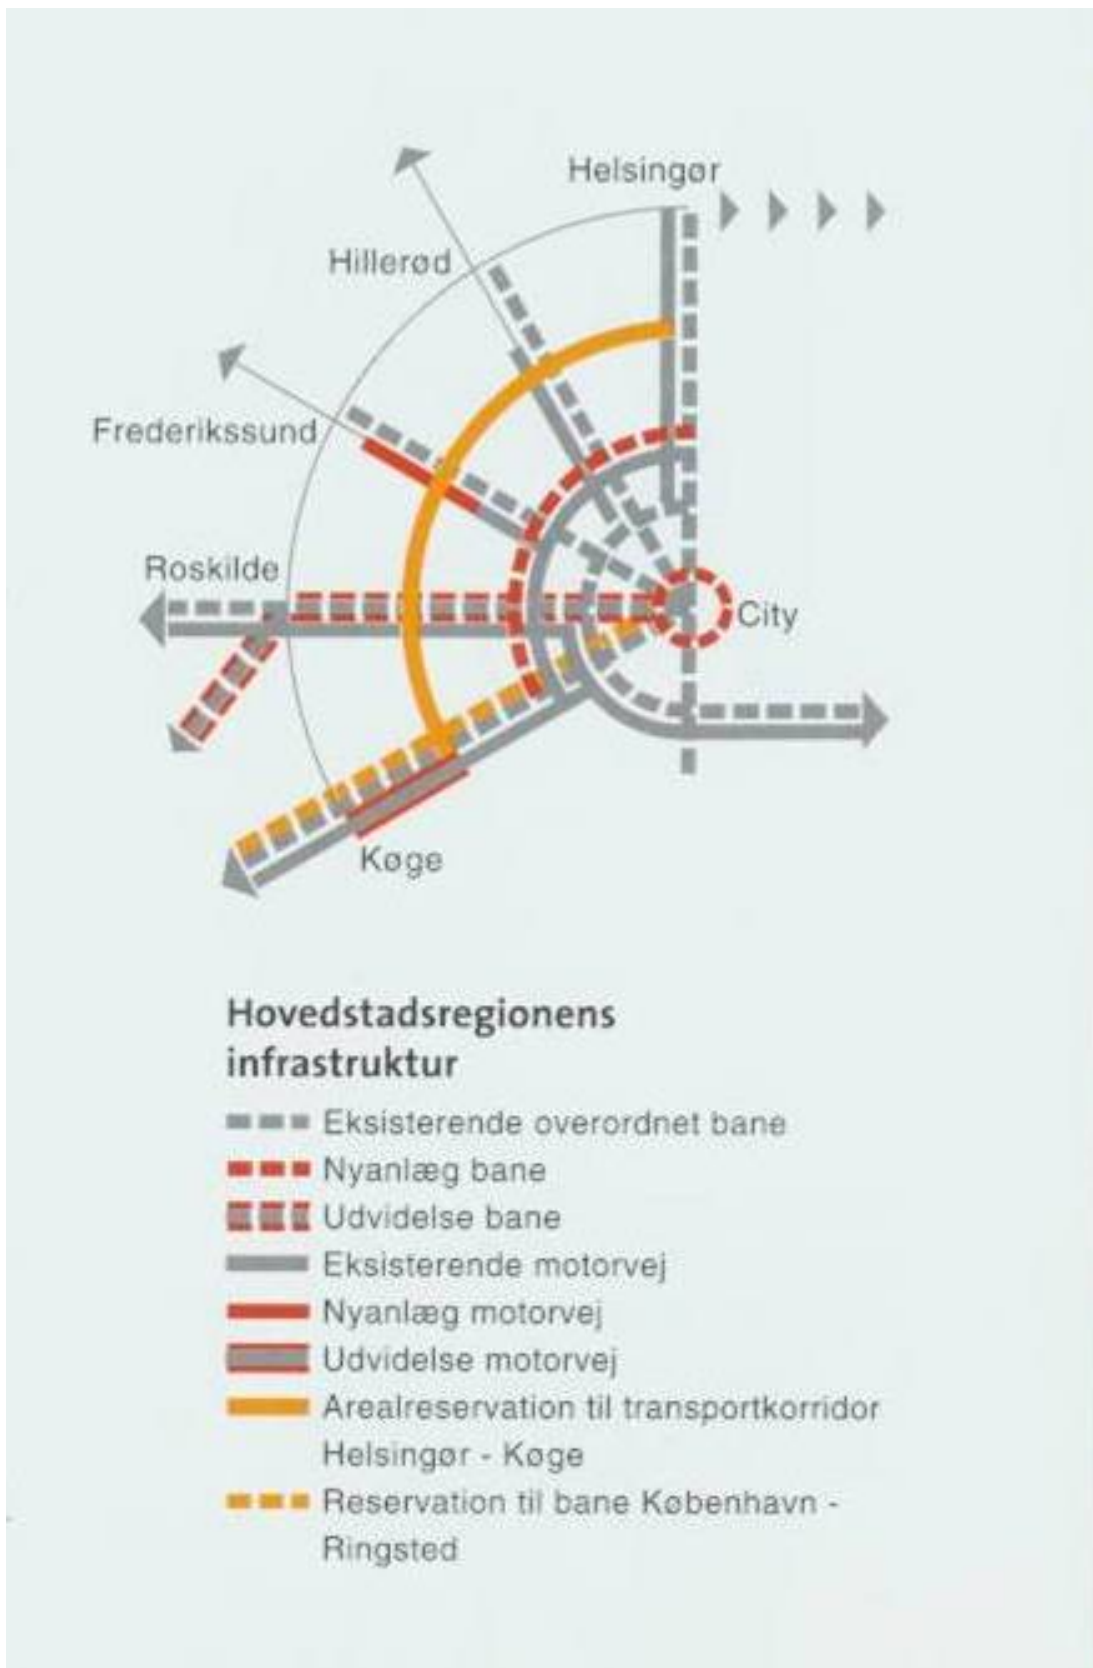 Helsingør
Hillerød
Frederikssund
Roskilde
City
Køge
Hovedstadsregionens
infrastruktur
Eksisterende overordnet bane
Nyanlæg bane
Udvidelse bane
Eksisterende motorvej
Nyanlæg motorvej
Udvidelse motorvej
Arealreservation til transportkorridor
Helsingør - Køge
Reservation til bane København -
Ringsted